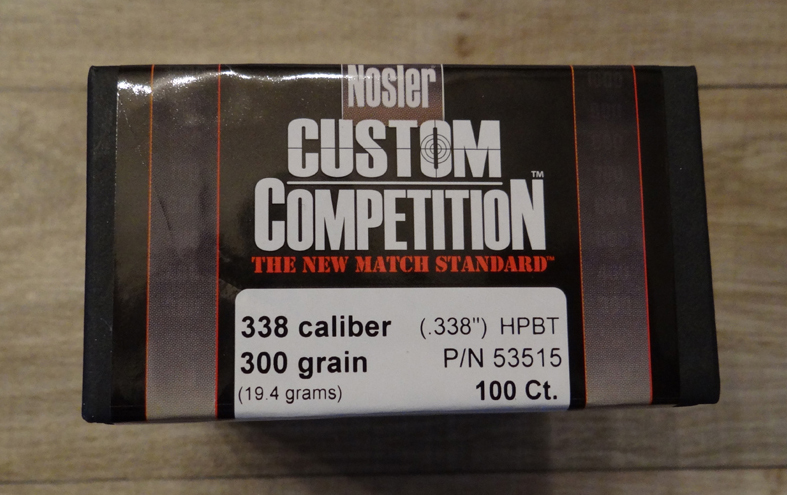 Nosler
CUSTOM
COMPETITION™
THE NEW MATCH STANDARD™
338 caliber (.338") HPBT
300 grain P/N 53515
(19.4 grams) 100 Ct.